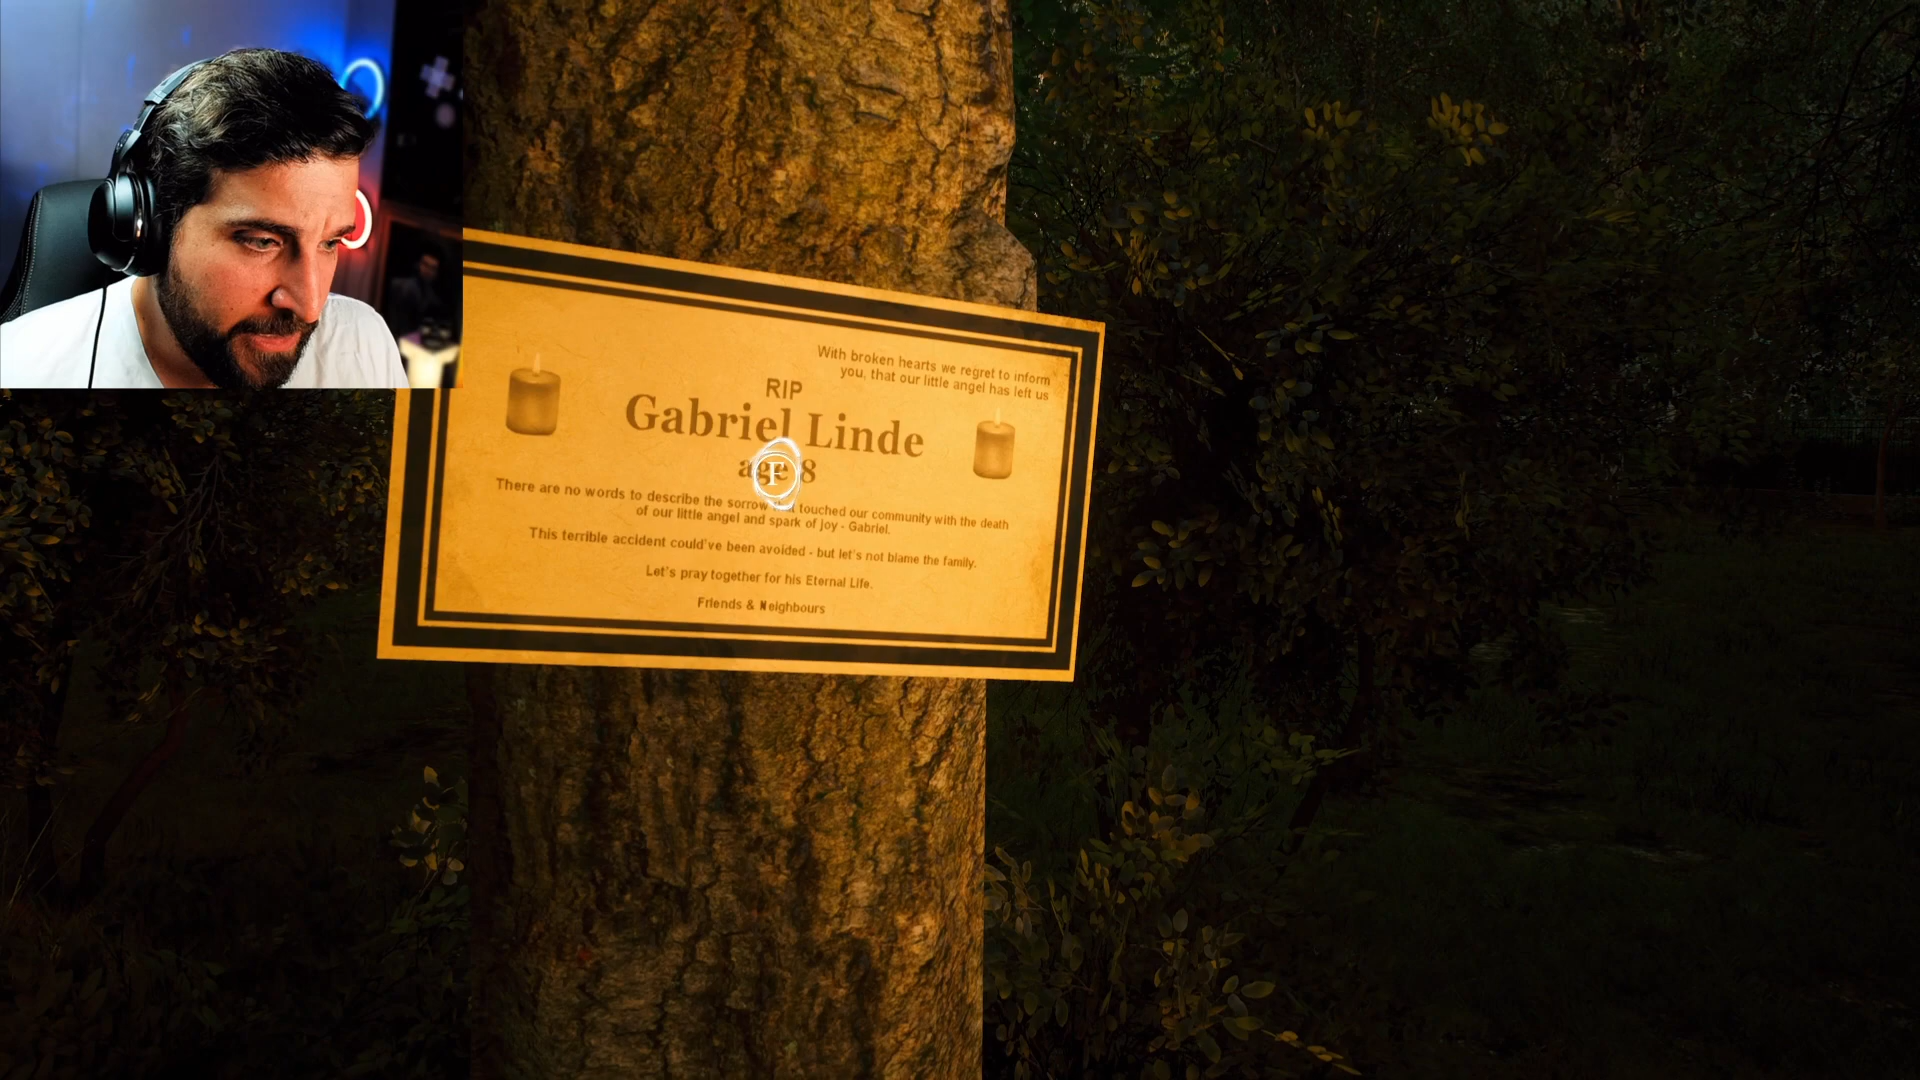 With broken hearts we regret to inform
you, that our little angel has left us
RIP
Gabriel Linde
age 8
F
There are no words to describe the sorrow touched our community with the death
of our little angel and spark of joy - Gabriel.
This terrible accident could've been avoided - but let's not blame the family.
Let's pray together for his Eternal Life.
Friends & Neighbours